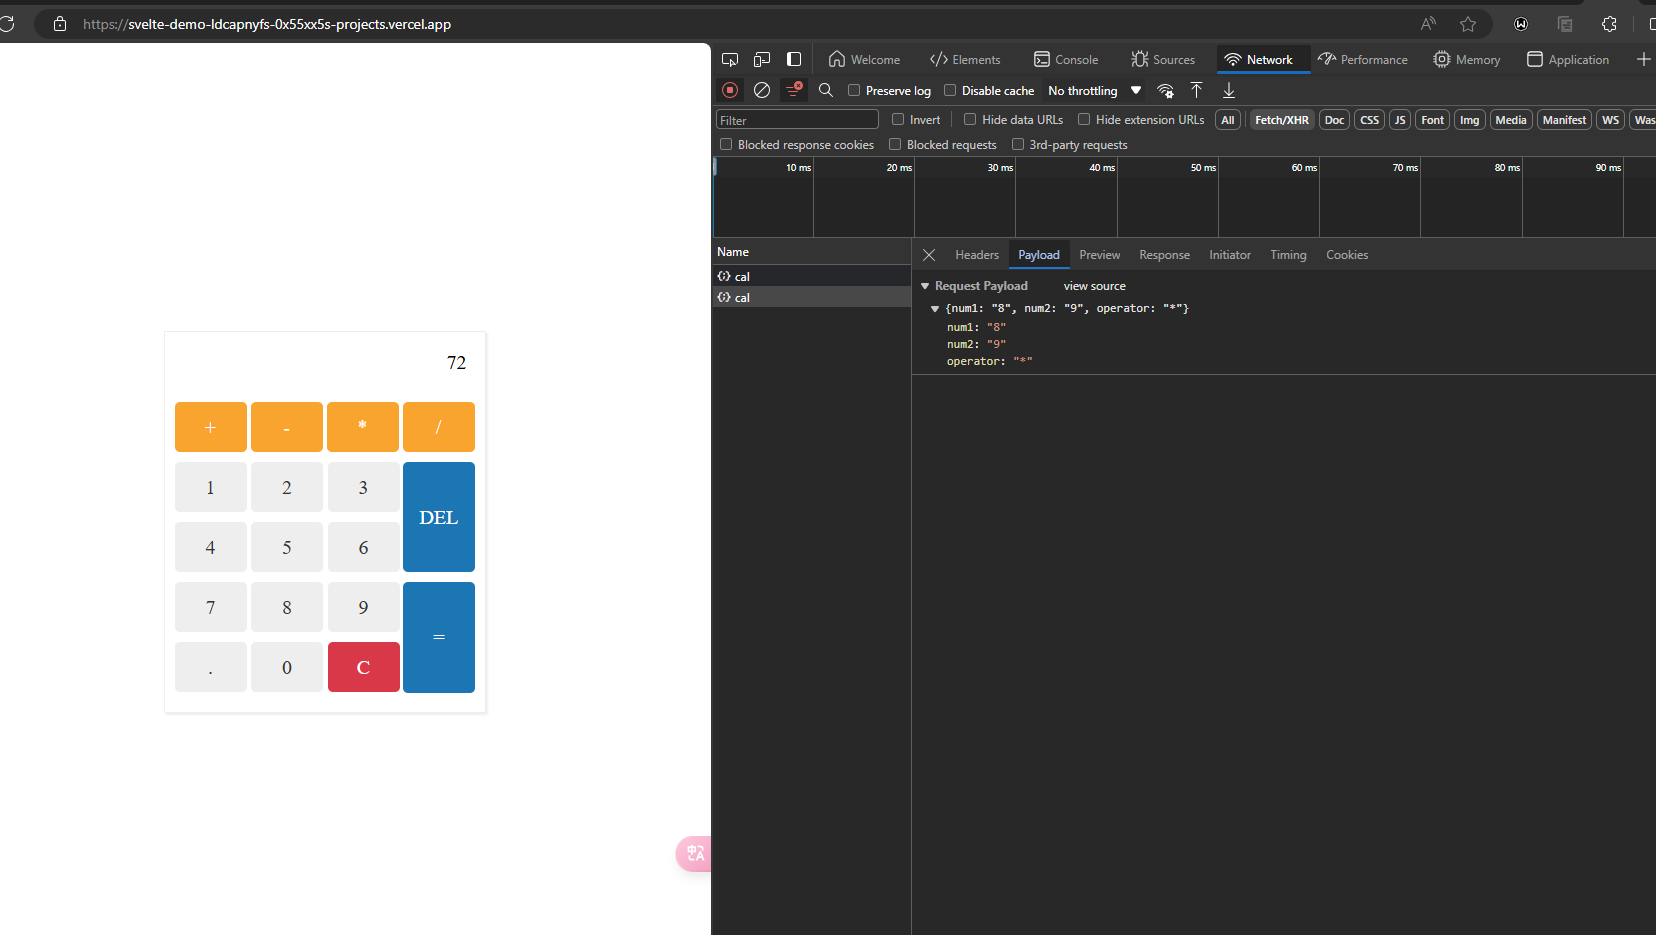 https://svelte-demo-ldcapnyfs-0x55xx5s-projects.vercel.app
Welcome Elements Console Sources Network Performance Memory Application
Preserve log Disable cache No throttling
Filter Invert Hide data URLs Hide extension URLs All Fetch/XHR Doc CSS JS Font Img Media Manifest WS Was
Blocked response cookies Blocked requests 3rd-party requests
10 ms 20 ms 30 ms 40 ms 50 ms 60 ms 70 ms 80 ms 90 ms
Name
cal
cal
Headers Payload Preview Response Initiator Timing Cookies
Request Payload view source
{num1: "8", num2: "9", operator: "*"}
num1: "8"
num2: "9"
operator: "*"
72
+ - * /
1 2 3 DEL
4 5 6
7 8 9 =
. 0 C